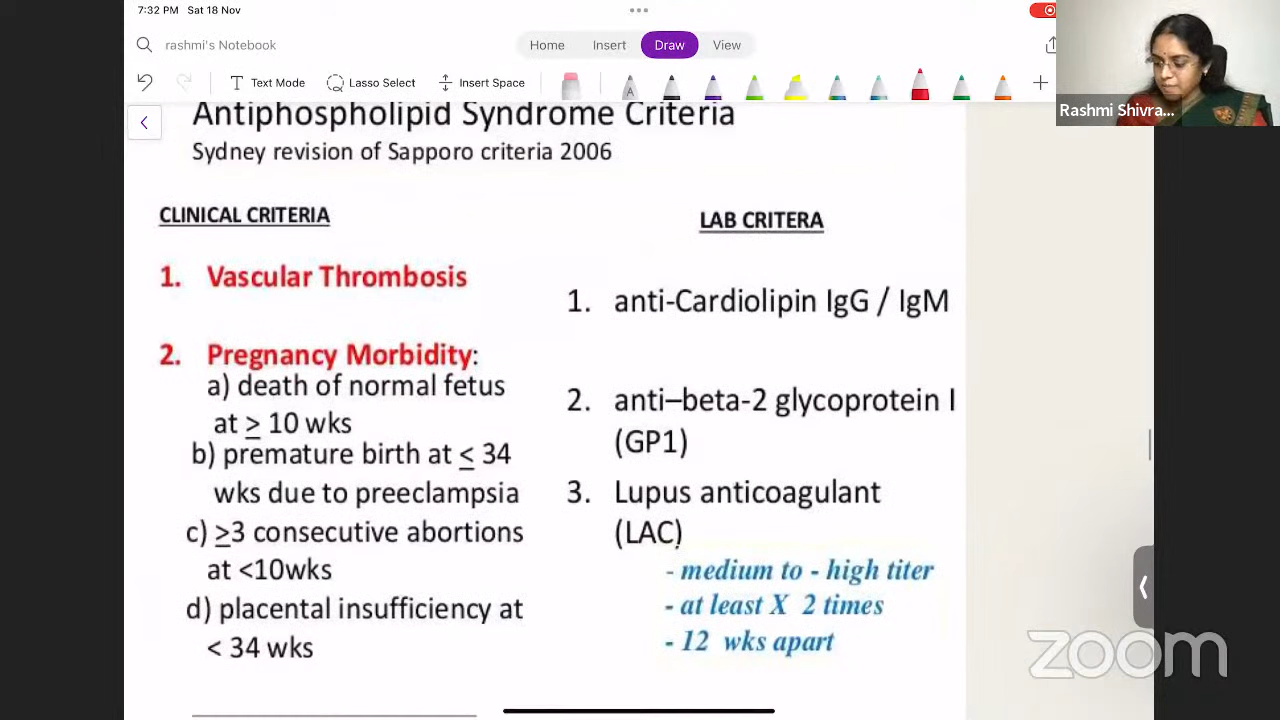 7:32 PM Sat 18 Nov
rashmi's Notebook
Home Insert Draw View
Text Mode Lasso Select Insert Space
A
Rashmi Shivra...
Antiphospholipid Syndrome Criteria
Sydney revision of Sapporo criteria 2006
CLINICAL CRITERIA
1. Vascular Thrombosis
2. Pregnancy Morbidity:
a) death of normal fetus
at ≥ 10 wks
b) premature birth at ≤ 34
wks due to preeclampsia
c) ≥3 consecutive abortions
at <10wks
d) placental insufficiency at
< 34 wks
LAB CRITERA
1. anti-Cardiolipin IgG / IgM
2. anti–beta-2 glycoprotein I
(GP1)
3. Lupus anticoagulant
(LAC)
- medium to - high titer
- at least X 2 times
- 12 wks apart
zoom